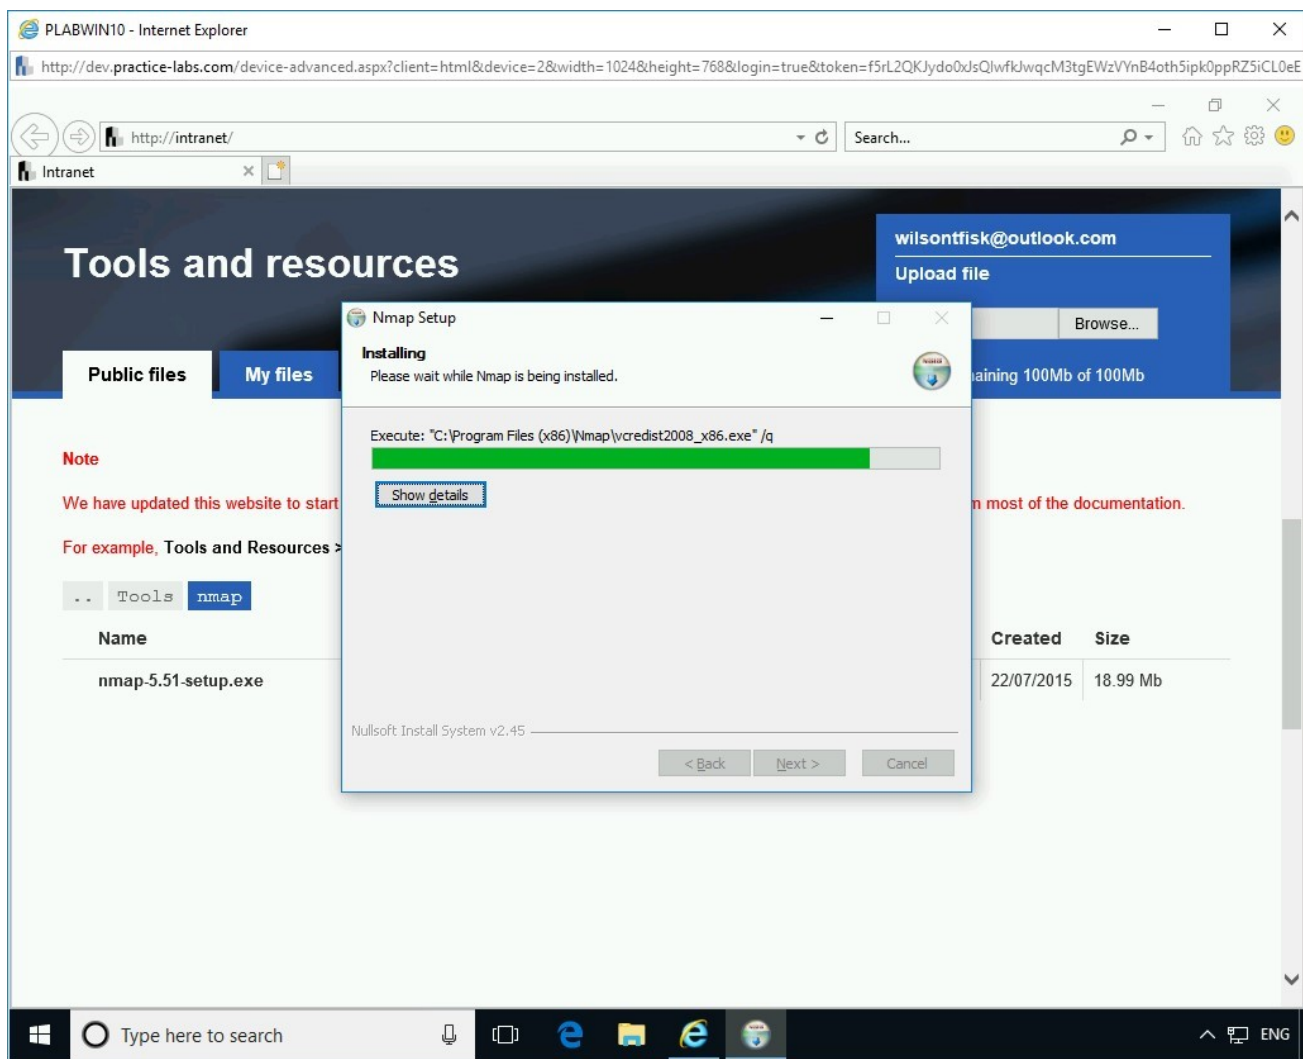 PLABWIN10 - Internet Explorer
http://dev.practice-labs.com/device-advanced.aspx?client=html&device=2&width=1024&height=768&login=true&token=f5rL2QKJydo0xJsQIwfkJwqcM3tgEWzVYnB4oth5ipk0ppRZ5iCL0eE
http://intranet/
Search...
Intranet
Tools and resources
wilsontfisk@outlook.com
Upload file
Browse...
aining 100Mb of 100Mb
Public files
My files
Nmap Setup
Installing
Please wait while Nmap is being installed.
Execute: "C:\Program Files (x86)\Nmap\vcredist2008_x86.exe" /q
Show details
Nullsoft Install System v2.45
< Back
Next >
Cancel
Note
We have updated this website to start
most of the documentation.
For example, Tools and Resources >
.. Tools nmap
Name Created Size
nmap-5.51-setup.exe 22/07/2015 18.99 Mb
Type here to search
ENG